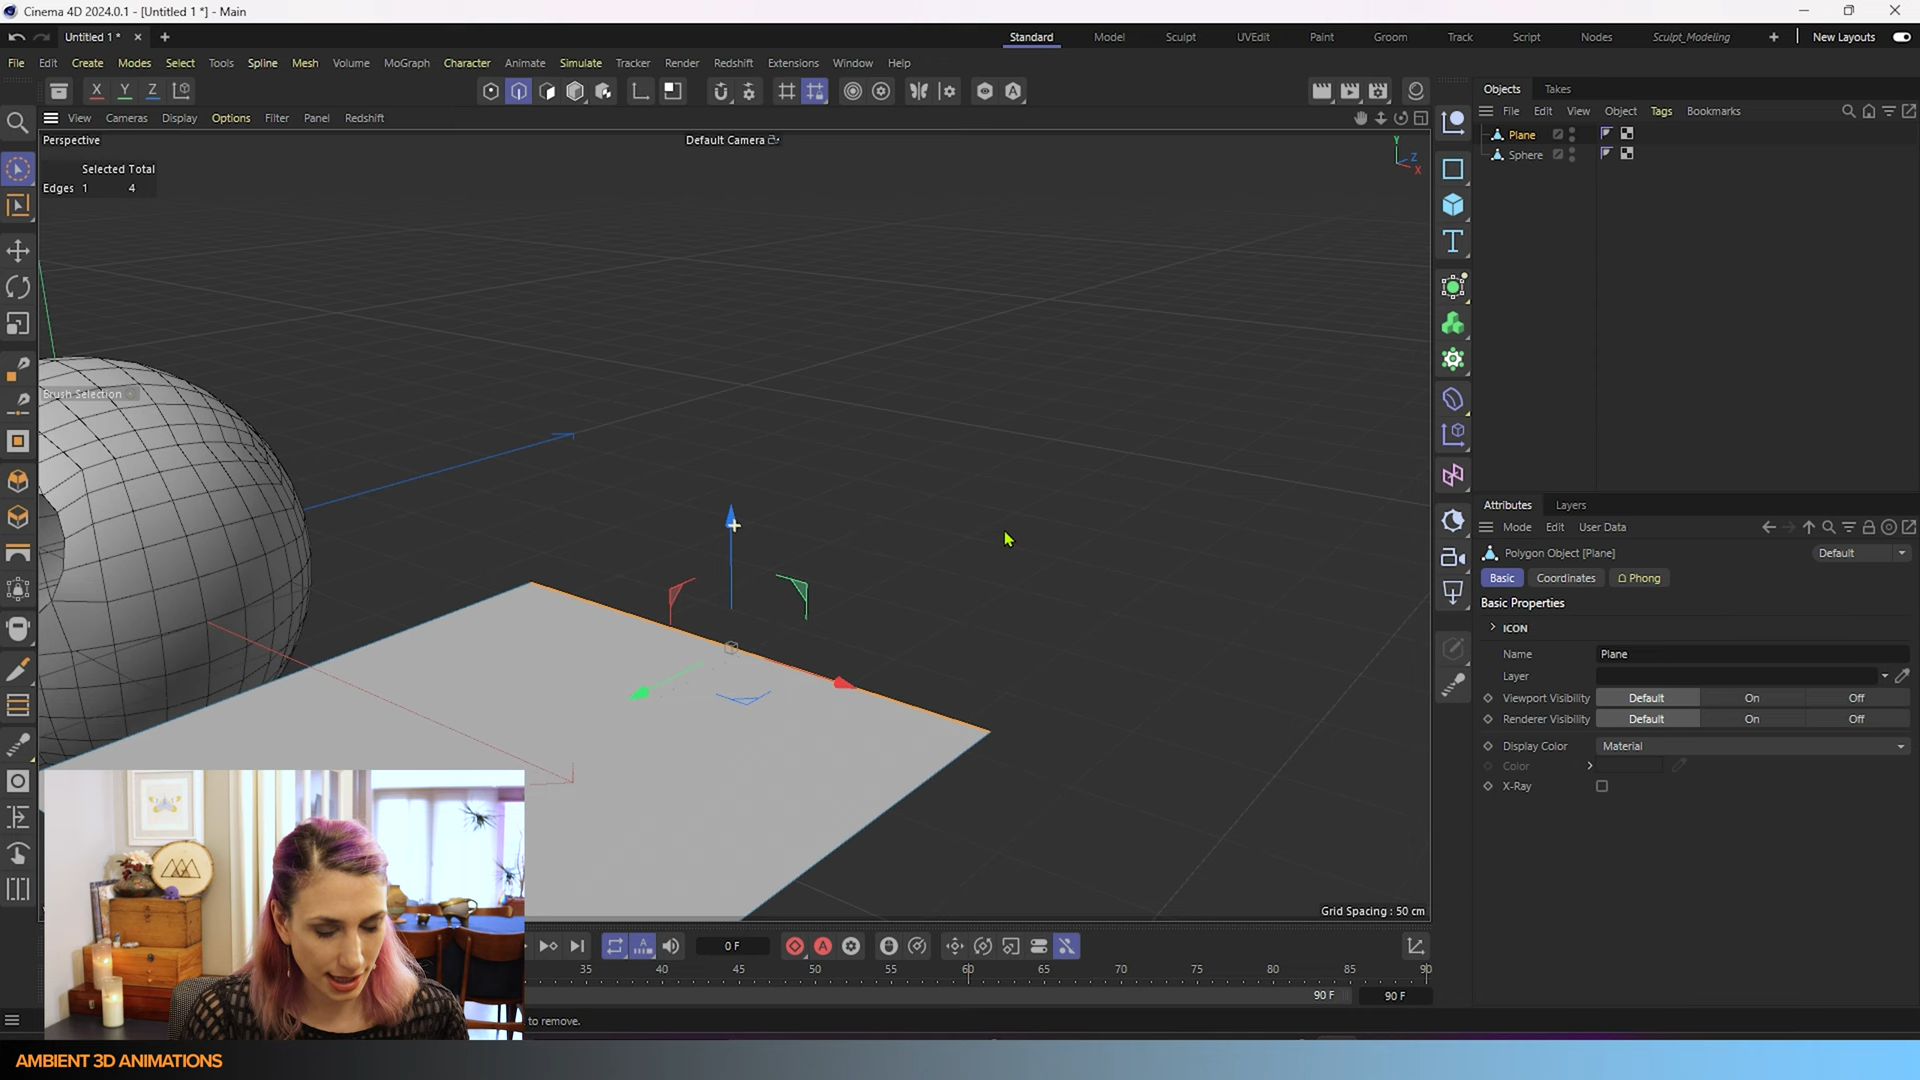 Cinema 4D 2024.0.1 - [Untitled 1 *] - Main
Untitled 1 *
Standard Model Sculpt UVEdit Paint Groom Track Script Nodes Sculpt_Modeling New Layouts
File Edit Create Modes Select Tools Spline Mesh Volume MoGraph Character Animate Simulate Tracker Render Redshift Extensions Window Help
X Y Z
Objects Takes
View Cameras Display Options Filter Panel Redshift
File Edit View Object Tags Bookmarks
Perspective
Default Camera
Y
Z
X
Plane
Sphere
Selected Total
Edges 1 4
Brush Selection
Attributes Layers
Mode Edit User Data
Polygon Object [Plane]
Default
Basic Coordinates Phong
Basic Properties
ICON
Name Plane
Layer
Viewport Visibility Default On Off
Renderer Visibility Default On Off
Display Color Material
Color
X-Ray
Grid Spacing : 50 cm
0 F
35 40 45 50 55 60 65 70 75 80 85 90
90 F 90 F
to remove.
AMBIENT 3D ANIMATIONS